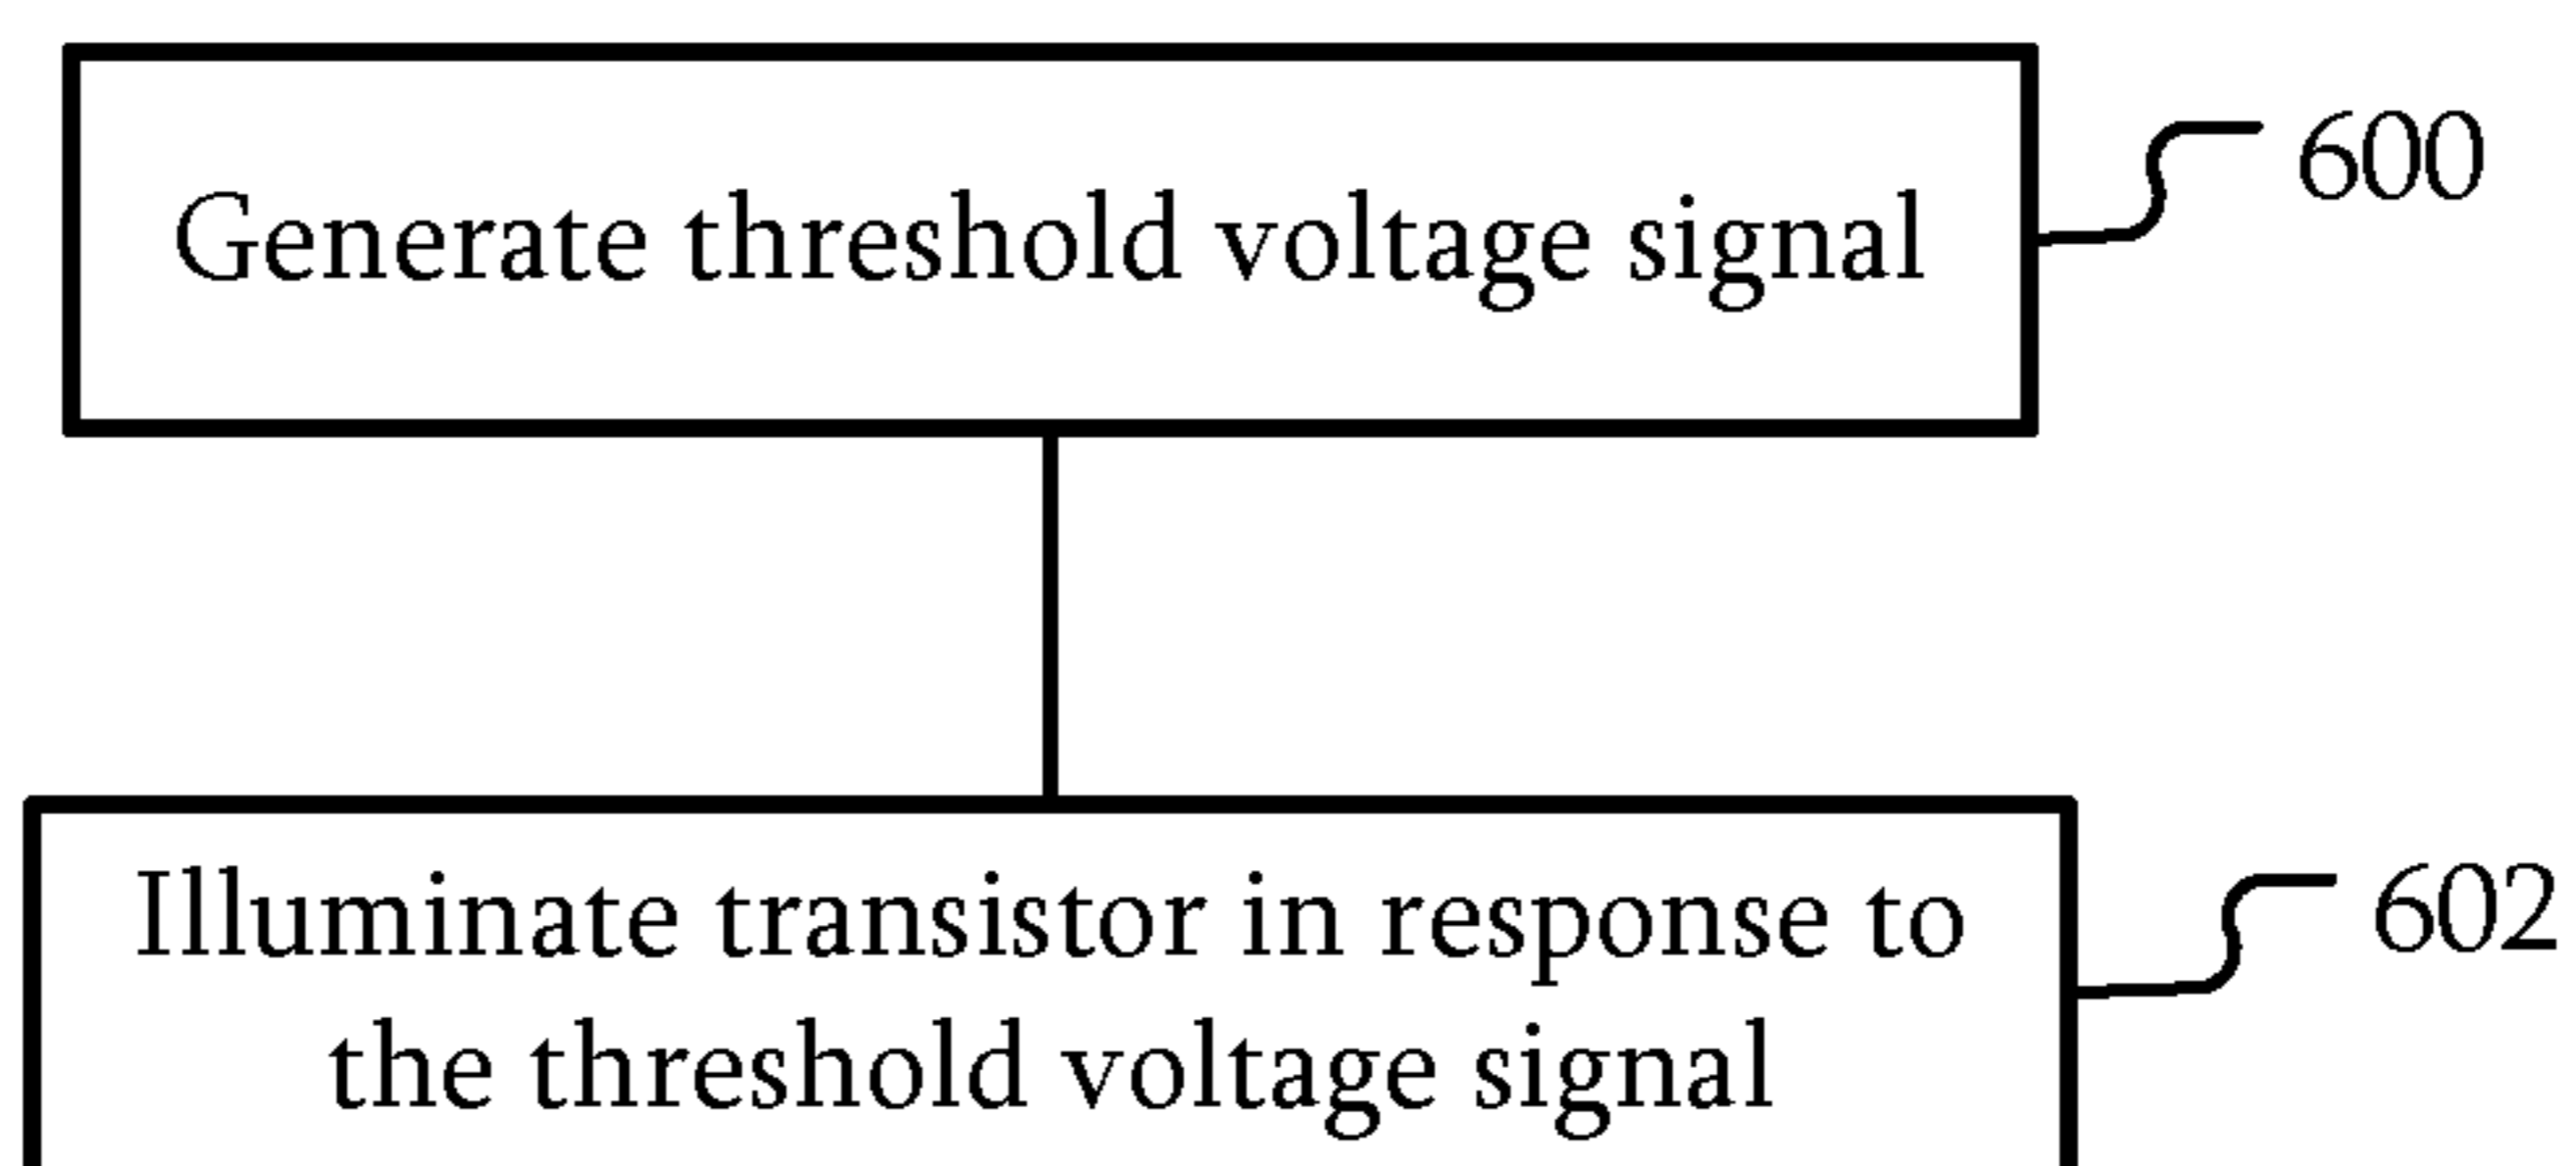 Generate threshold voltage signal
600
Illuminate transistor in response to
602
the threshold voltage signal